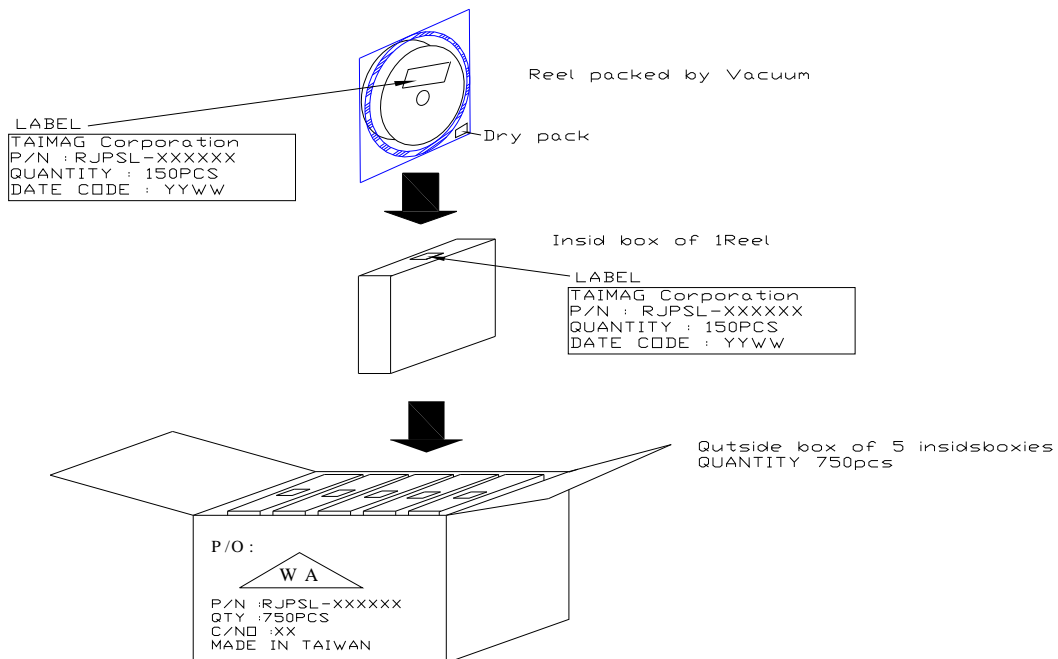 Reel packed by Vacuum
Dry pack
LABEL
TAIMAG Corporation
P/N : RJPSL-XXXXXX
QUANTITY : 150PCS
DATE CODE : YYWW
Insid box of 1Reel
LABEL
TAIMAG Corporation
P/N : RJPSL-XXXXXX
QUANTITY : 150PCS
DATE CODE : YYWW
Qutside box of 5 insidsboxies
QUANTITY 750pcs
P/O :
W A
P/N :RJPSL-XXXXXX
QTY :750PCS
C/NO :XX
MADE IN TAIWAN